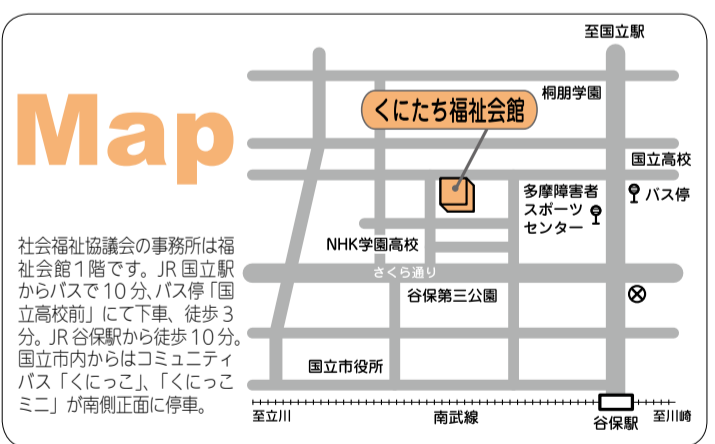 Map
社会福祉協議会の事務所は福
祉会館1階です。JR国立駅
からバスで10分、バス停「国
立高校前」にて下車、徒歩3
分。JR谷保駅から徒歩10分。
国立市内からはコミュニティ
バス「くにっこ」、「くにっこ
ミニ」が南側正面に停車。
至国立駅
桐朋学園
くにたち福祉会館
国立高校
多摩障害者
スポーツ
センター
バス停
NHK学園高校
さくら通り
谷保第三公園
国立市役所
至立川
南武線
谷保駅
至川崎